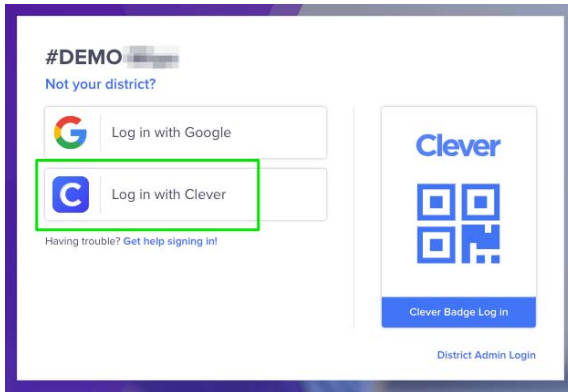 #DEMO
Not your district?
Log in with Google
Log in with Clever
Having trouble? Get help signing in!
Clever
Clever Badge Log in
District Admin Login